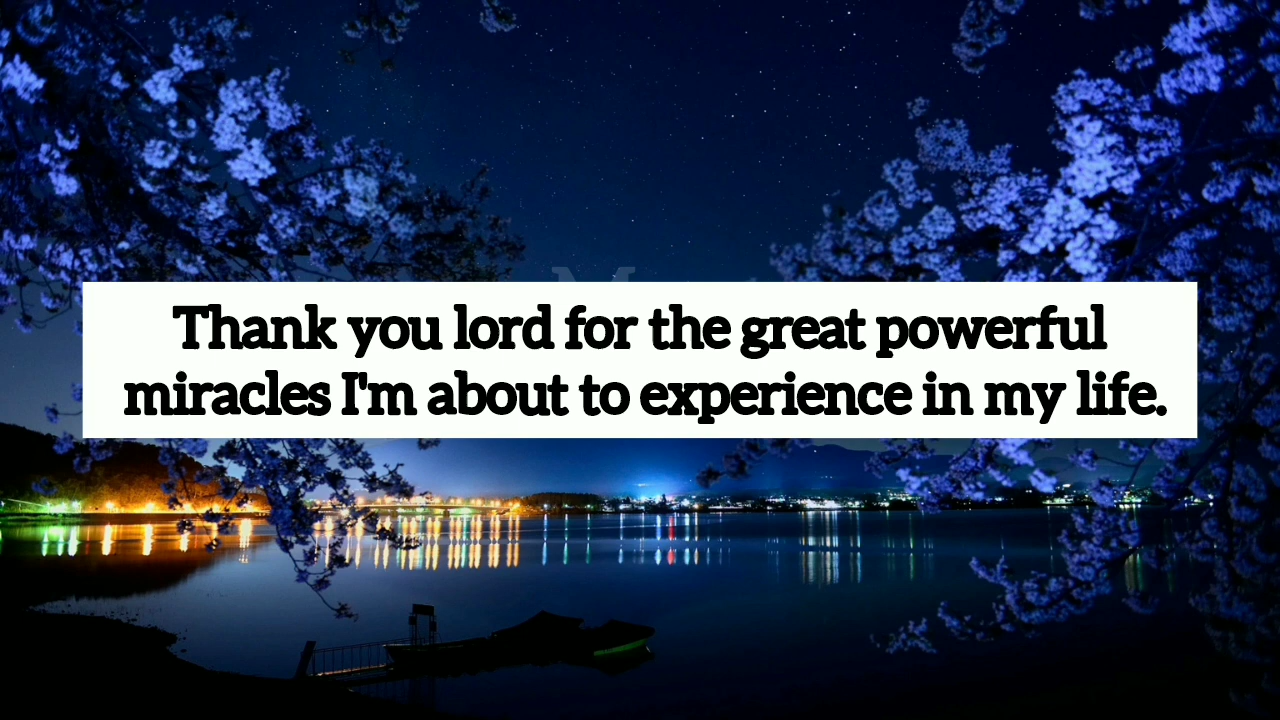 Thank you lord for the great powerful
miracles I'm about to experience in my life.